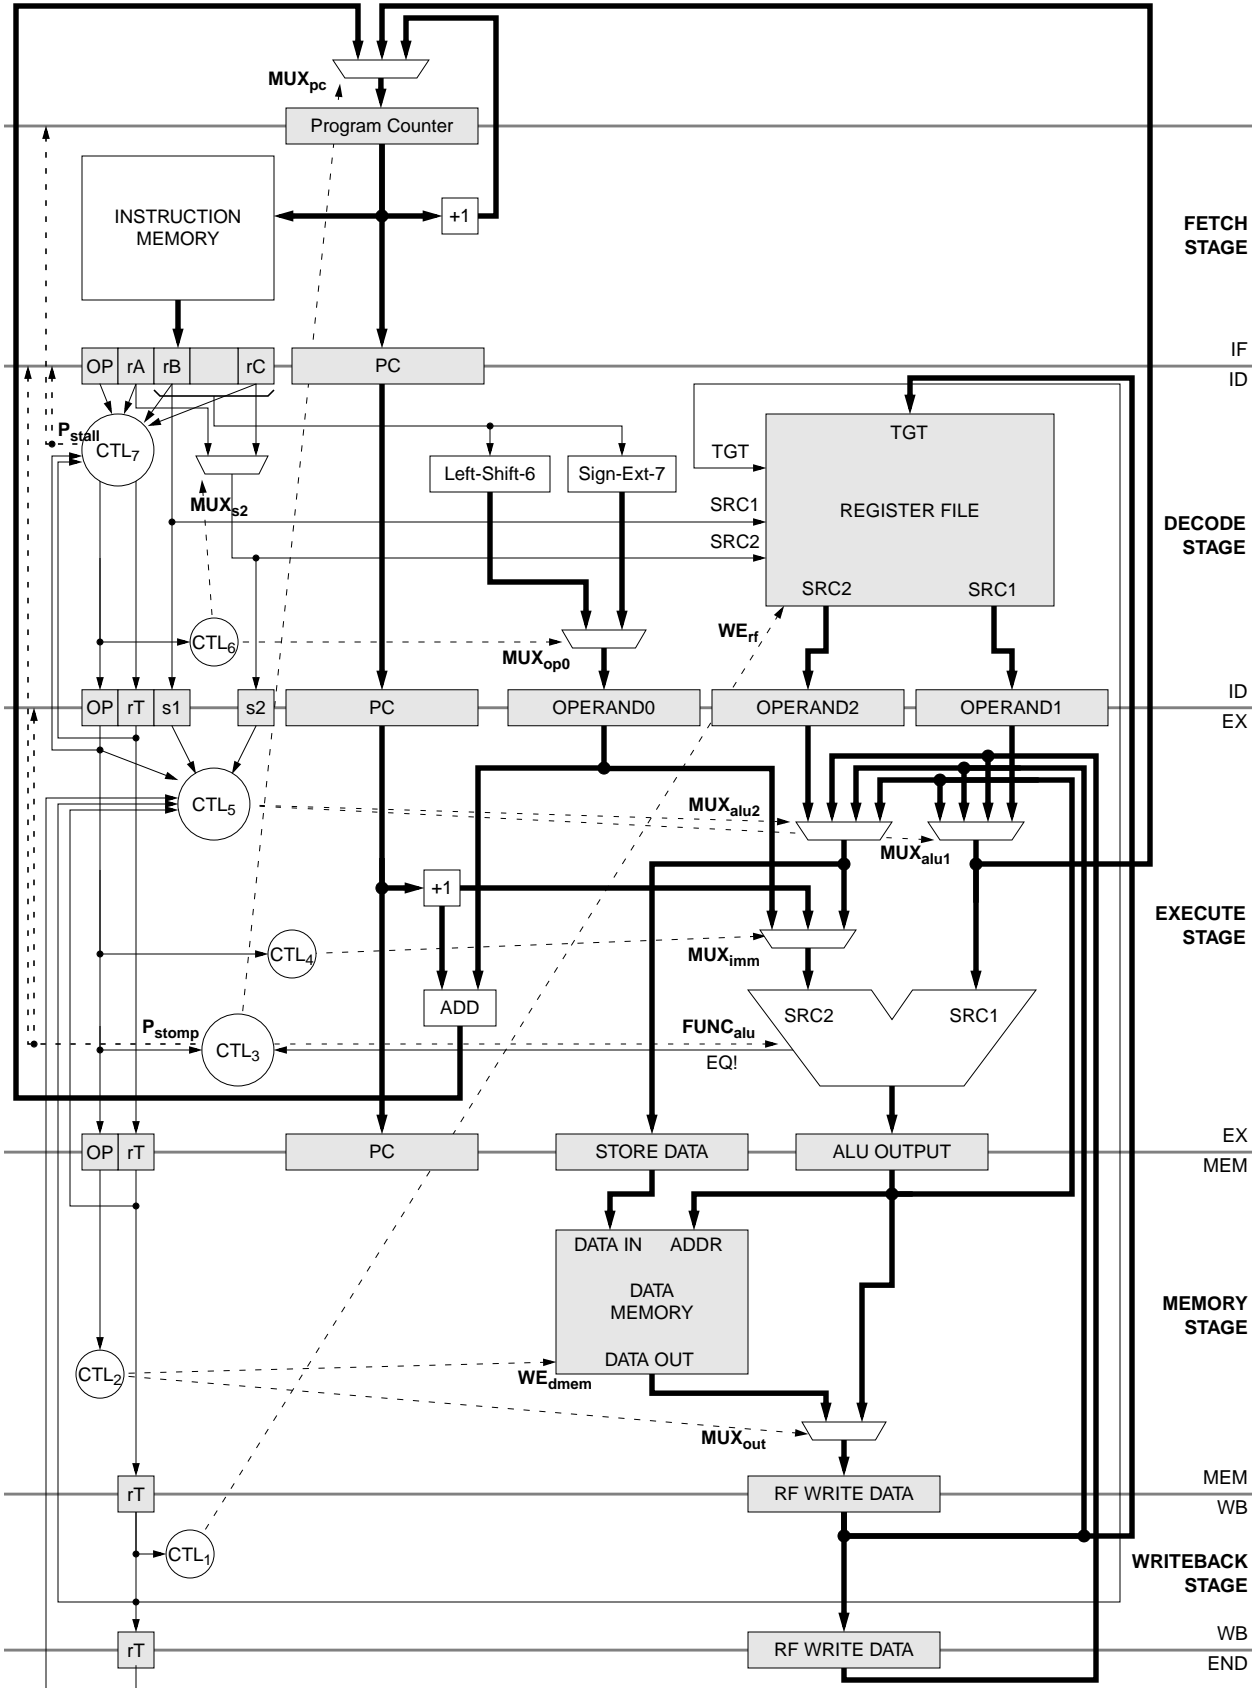 MUXpc
Program Counter
INSTRUCTION
MEMORY
+1
FETCH
STAGE
IF
OP rA rB rC PC
ID
Pstall
CTL7
TGT
TGT
Left-Shift-6 Sign-Ext-7
MUXs2
SRC1
REGISTER FILE
SRC2
DECODE
STAGE
SRC2 SRC1
CTL6
WErf
MUXop0
ID
OP rT s1 s2 PC OPERAND0 OPERAND2 OPERAND1
EX
CTL5
MUXalu2
MUXalu1
+1
EXECUTE
STAGE
CTL4
MUXimm
ADD
SRC2 SRC1
Pstomp
FUNCalu
CTL3
EQ!
EX
OP rT PC STORE DATA ALU OUTPUT
MEM
DATA IN ADDR
DATA
MEMORY
MEMORY
STAGE
DATA OUT
CTL2
WEdmem
MUXout
MEM
rT RF WRITE DATA
WB
CTL1
WRITEBACK
STAGE
WB
rT RF WRITE DATA
END